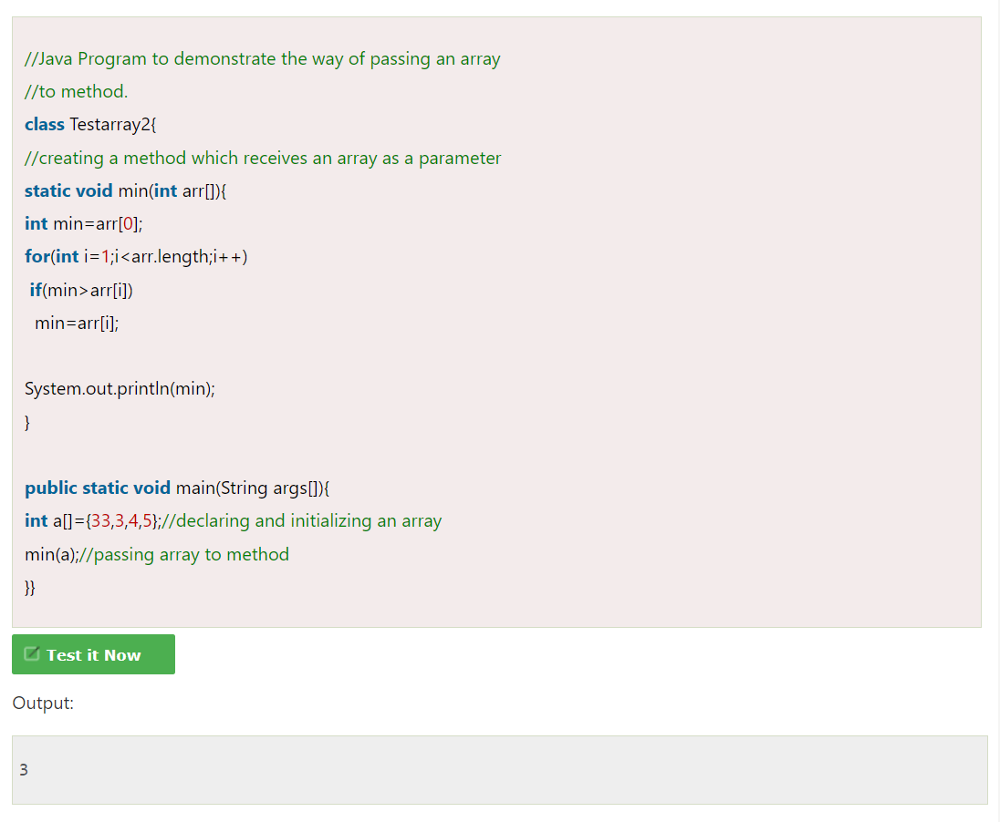 //Java Program to demonstrate the way of passing an array
//to method.
class Testarray2{
//creating a method which receives an array as a parameter
static void min(int arr[]){
int min=arr[0];
for(int i=1;i<arr.length;i++)
 if(min>arr[i])
  min=arr[i];

System.out.println(min);
}

public static void main(String args[]){
int a[]={33,3,4,5};//declaring and initializing an array
min(a);//passing array to method
}}
Test it Now
Output:
3